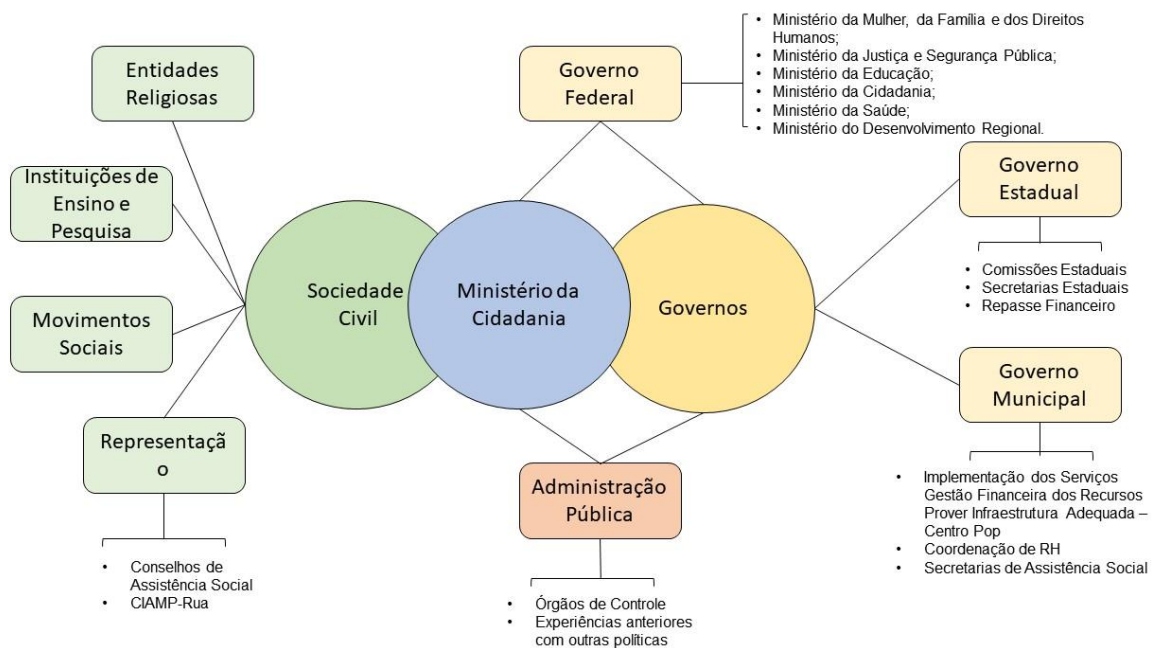 Entidades
Religiosas
Instituições de
Ensino e
Pesquisa
Movimentos
Sociais
Representaçã
o
• Conselhos de
Assistência Social
• CIAMP-Rua
Sociedade
Civil
Ministério da
Cidadania
Governos
Governo
Federal
• Ministério da Mulher, da Família e dos Direitos
Humanos;
• Ministério da Justiça e Segurança Pública;
• Ministério da Educação;
• Ministério da Cidadania;
• Ministério da Saúde;
• Ministério do Desenvolvimento Regional.
Administração
Pública
• Órgãos de Controle
• Experiências anteriores
com outras políticas
Governo
Estadual
• Comissões Estaduais
• Secretarias Estaduais
• Repasse Financeiro
Governo
Municipal
• Implementação dos Serviços
Gestão Financeira dos Recursos
Prover Infraestrutura Adequada –
Centro Pop
• Coordenação de RH
• Secretarias de Assistência Social